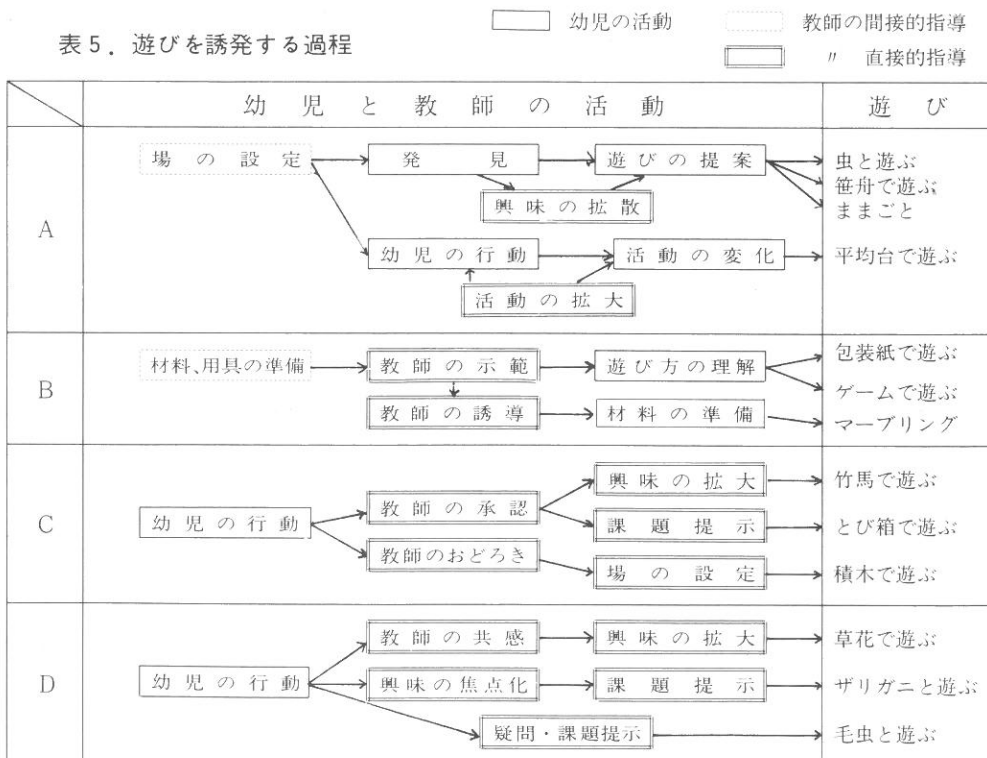 幼児の活動
教師の間接的指導
表5．遊びを誘発する過程
〃 直接的指導
幼児と教師の活動
遊び
A
場の設定
発見
遊びの提案
虫と遊ぶ
笹舟で遊ぶ
ままごと
興味の拡散
幼児の行動
活動の変化
平均台で遊ぶ
活動の拡大
B
材料、用具の準備
教師の示範
遊び方の理解
包装紙で遊ぶ
ゲームで遊ぶ
教師の誘導
材料の準備
マーブリング
C
幼児の行動
教師の承認
興味の拡大
竹馬で遊ぶ
課題提示
とび箱で遊ぶ
教師のおどろき
場の設定
積木で遊ぶ
D
幼児の行動
教師の共感
興味の拡大
草花で遊ぶ
興味の焦点化
課題提示
ザリガニと遊ぶ
疑問・課題提示
毛虫と遊ぶ